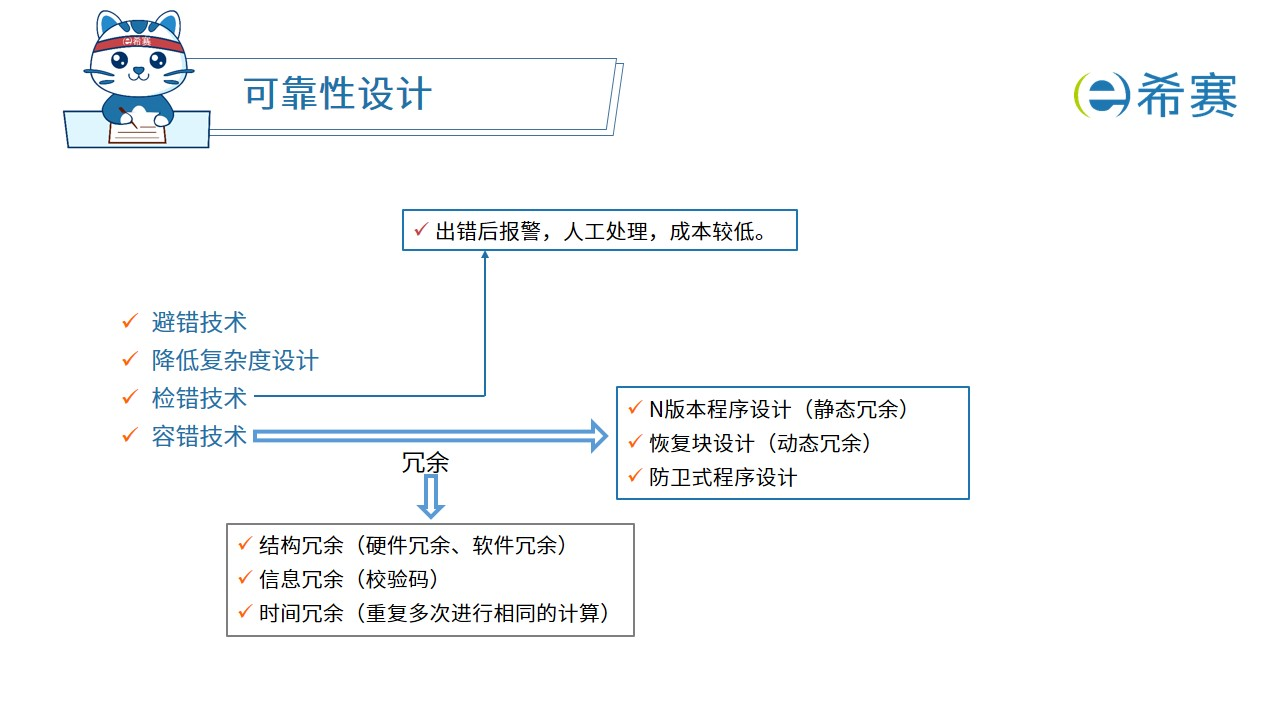 希赛
可靠性设计
希赛
出错后报警，人工处理，成本较低。
避错技术
降低复杂度设计
检错技术
容错技术
冗余
N版本程序设计（静态冗余）
恢复块设计（动态冗余）
防卫式程序设计
结构冗余（硬件冗余、软件冗余）
信息冗余（校验码）
时间冗余（重复多次进行相同的计算）